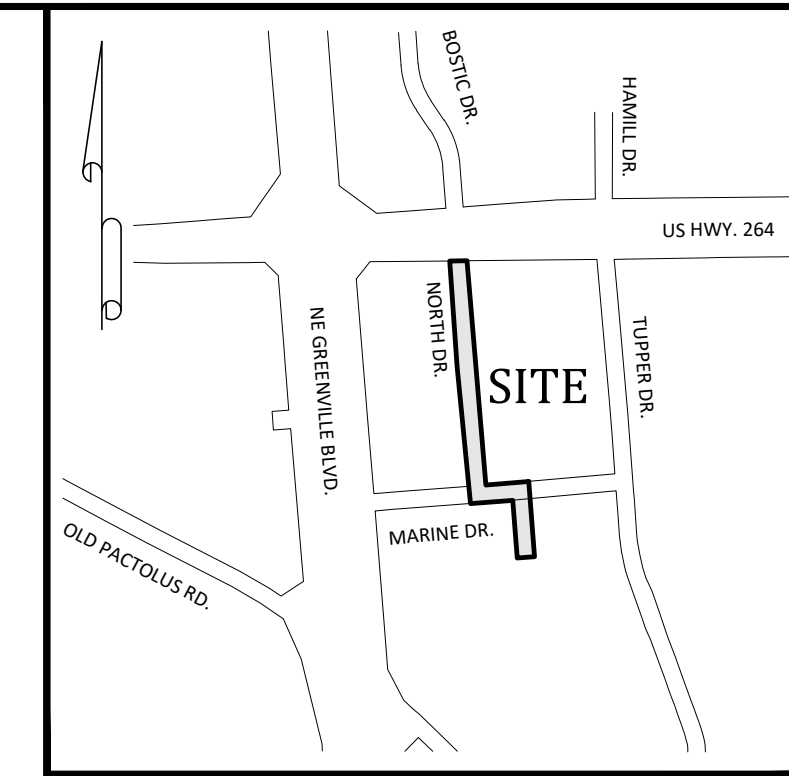 BOSTIC DR.
HAMILL DR.
US HWY. 264
NORTH DR.
NE GREENVILLE BLVD.
TUPPER DR.
SITE
MARINE DR.
OLD PACTOLUS RD.